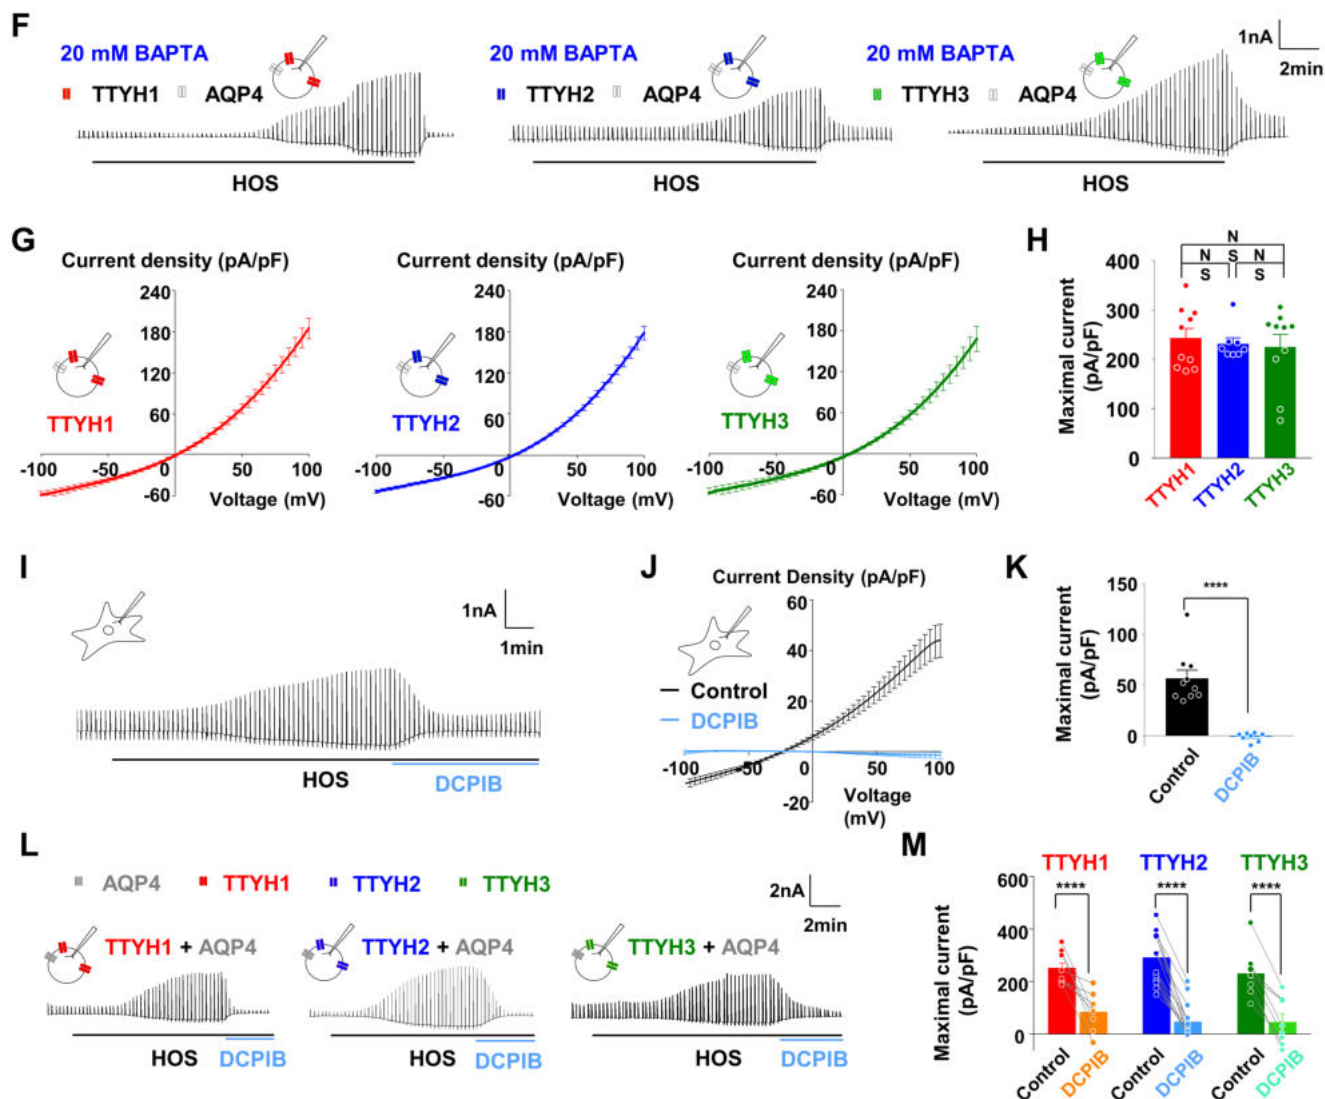 F
20 mM BAPTA
TTYH1 AQP4
HOS
20 mM BAPTA
TTYH2 AQP4
HOS
20 mM BAPTA
TTYH3 AQP4
HOS
1nA
2min
G
Current density (pA/pF)
240
180
120
60
0
-60
-100 -50 50 100
Voltage (mV)
TTYH1
Current density (pA/pF)
240
180
120
60
0
-60
-100 -50 50 100
Voltage (mV)
TTYH2
Current density (pA/pF)
240
180
120
60
0
-60
-100 -50 50 100
Voltage (mV)
TTYH3
H
Maximal current
(pA/pF)
400
300
200
100
0
N
N S N
S S
TTYH1
TTYH2
TTYH3
I
1nA
1min
HOS
DCPIB
J
Current Density (pA/pF)
60
40
20
-20
-100 -50 0 50 100
Voltage
(mV)
Control
DCPIB
K
Maximal current
(pA/pF)
150
100
50
0
****
Control
DCPIB
L
AQP4 TTYH1 TTYH2 TTYH3
2nA
2min
TTYH1 + AQP4
HOS
DCPIB
TTYH2 + AQP4
HOS
DCPIB
TTYH3 + AQP4
HOS
DCPIB
M
TTYH1 TTYH2 TTYH3
Maximal current
(pA/pF)
600
400
200
0
**** **** ****
Control
DCPIB
Control
DCPIB
Control
DCPIB